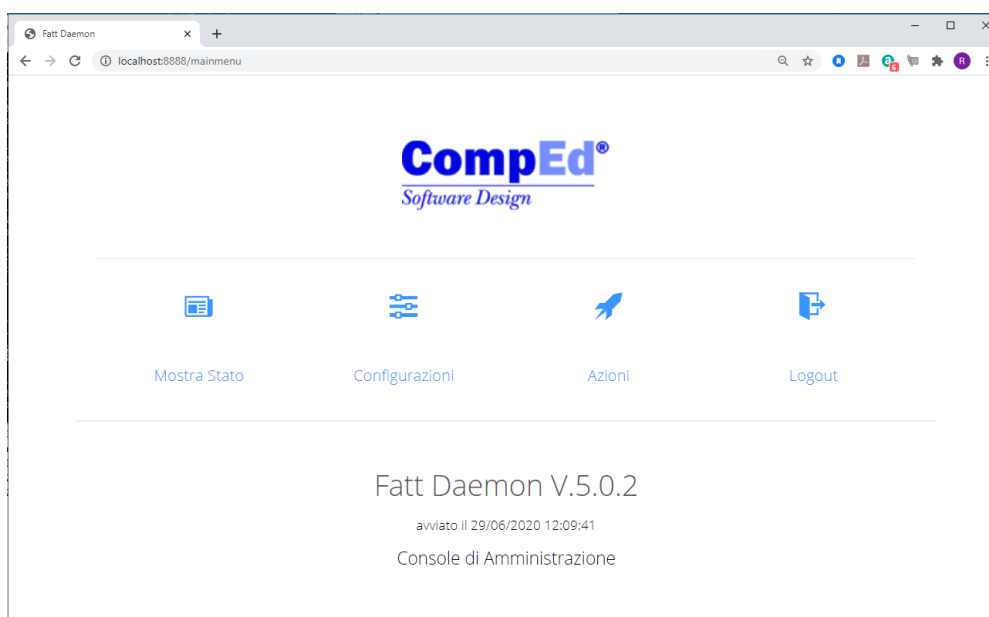 Fatt Daemon
localhost:8888/mainmenu
R
6
CompEd®
Software Design
Mostra Stato
Configurazioni
Azioni
Logout
Fatt Daemon V.5.0.2
avviato il 29/06/2020 12:09:41
Console di Amministrazione